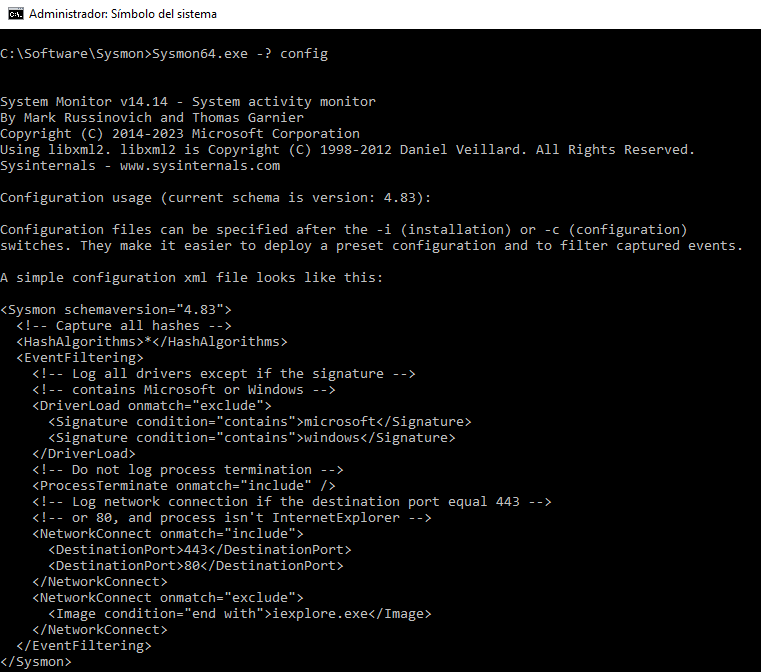 Administrador: Símbolo del sistema
C:\Software\Sysmon>Sysmon64.exe -? config
System Monitor v14.14 - System activity monitor
By Mark Russinovich and Thomas Garnier
Copyright (C) 2014-2023 Microsoft Corporation
Using libxml2. libxml2 is Copyright (C) 1998-2012 Daniel Veillard. All Rights Reserved.
Sysinternals - www.sysinternals.com
Configuration usage (current schema is version: 4.83):
Configuration files can be specified after the -i (installation) or -c (configuration)
switches. They make it easier to deploy a preset configuration and to filter captured events.
A simple configuration xml file looks like this:
<Sysmon schemaversion="4.83">
  <!-- Capture all hashes -->
  <HashAlgorithms>*</HashAlgorithms>
  <EventFiltering>
    <!-- Log all drivers except if the signature -->
    <!-- contains Microsoft or Windows -->
    <DriverLoad onmatch="exclude">
      <Signature condition="contains">microsoft</Signature>
      <Signature condition="contains">windows</Signature>
    </DriverLoad>
    <!-- Do not log process termination -->
    <ProcessTerminate onmatch="include" />
    <!-- Log network connection if the destination port equal 443 -->
    <!-- or 80, and process isn't InternetExplorer -->
    <NetworkConnect onmatch="include">
      <DestinationPort>443</DestinationPort>
      <DestinationPort>80</DestinationPort>
    </NetworkConnect>
    <NetworkConnect onmatch="exclude">
      <Image condition="end with">iexplore.exe</Image>
    </NetworkConnect>
  </EventFiltering>
</Sysmon>